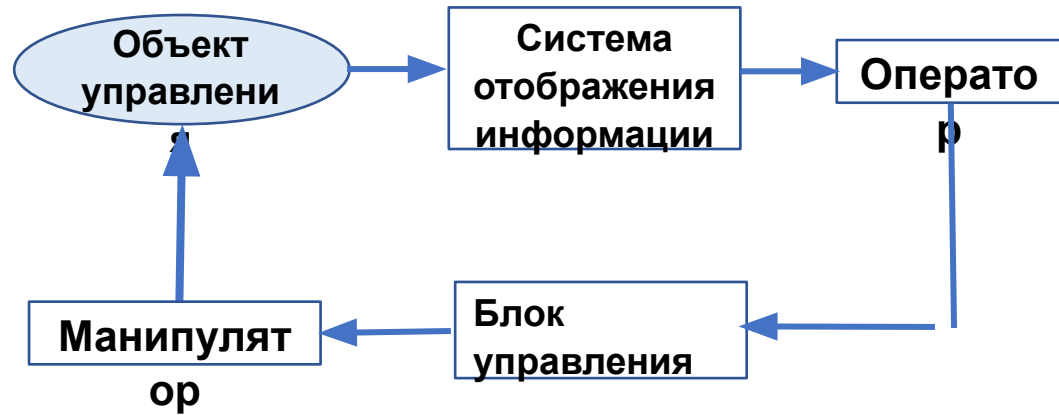 Объект
управлени
я
Система
отображения
информации
Операто
р
Манипулят
ор
Блок
управления